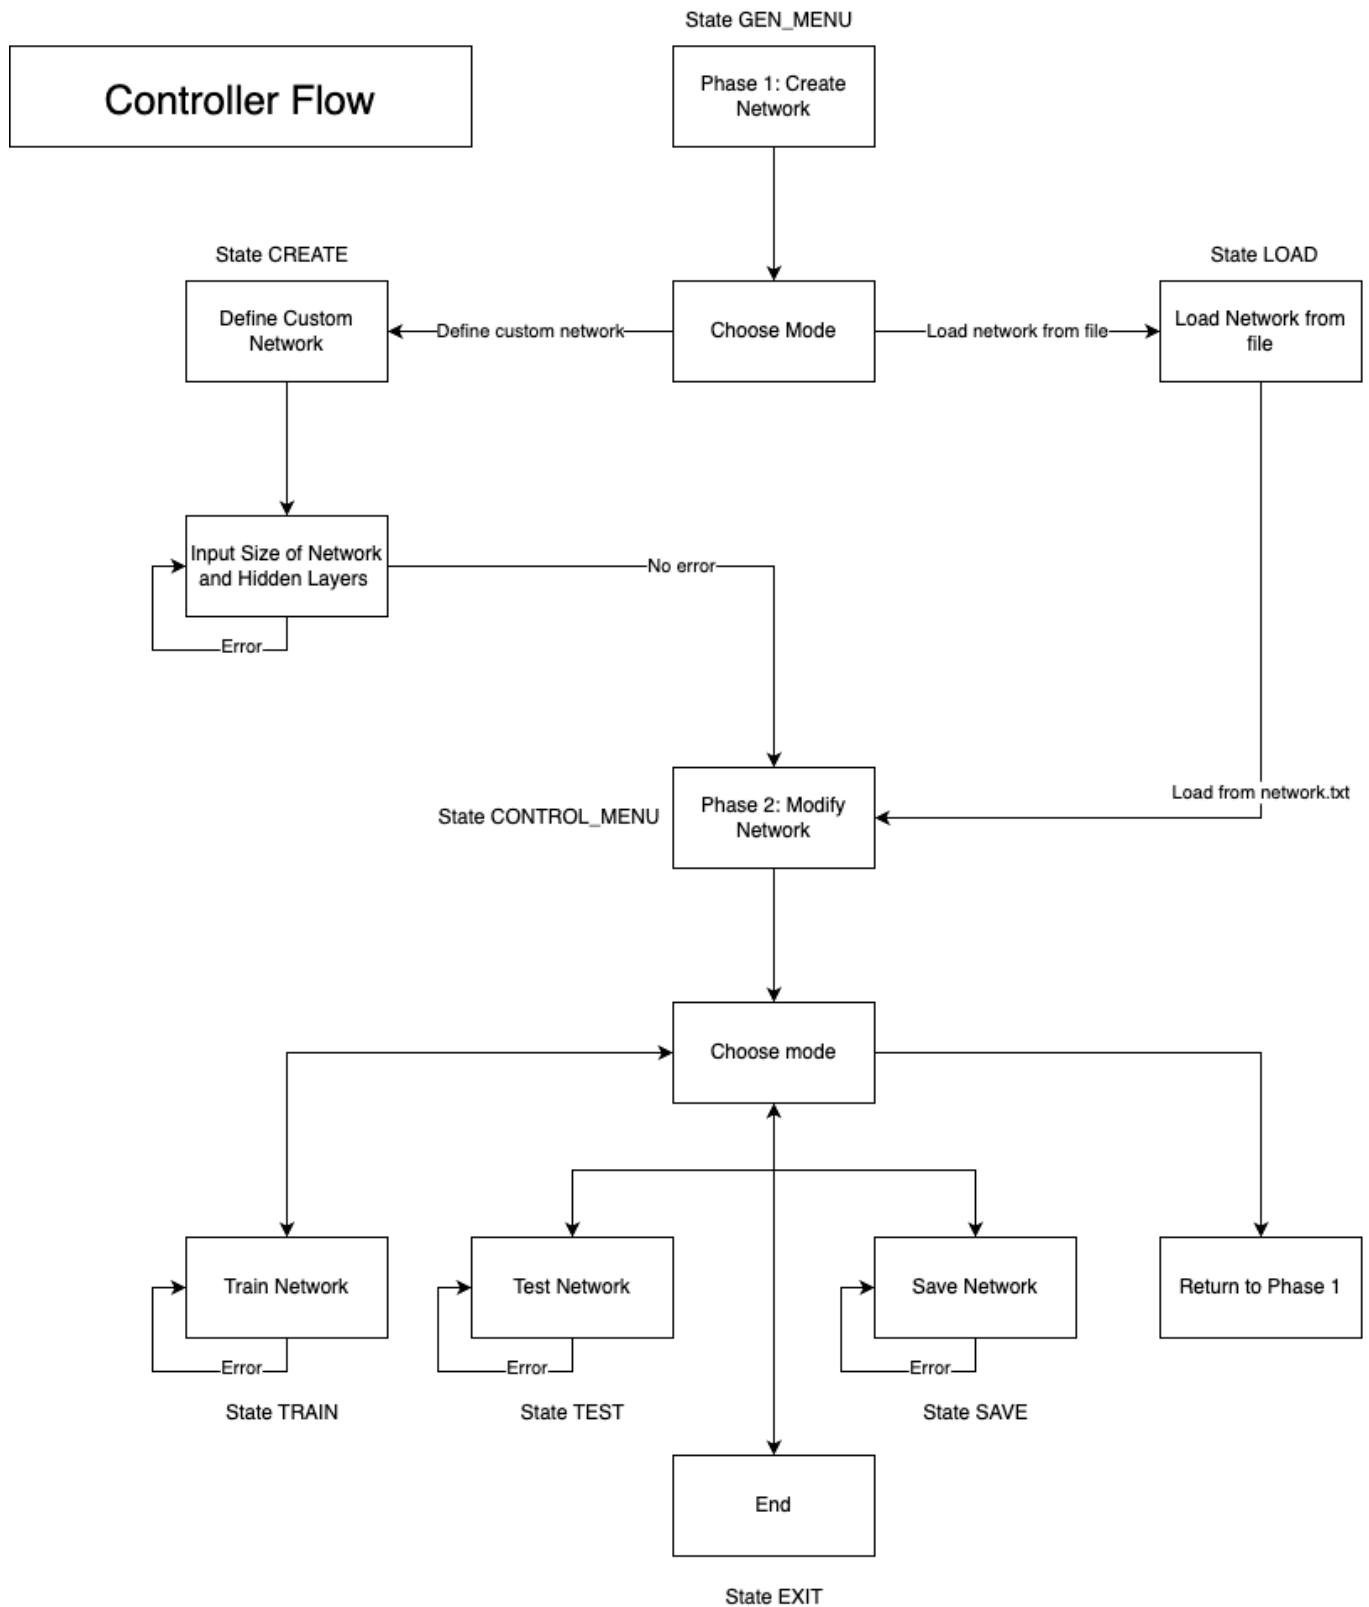 State GEN_MENU
Controller Flow
Phase 1: Create
Network
State CREATE
State LOAD
Define Custom
Network
Define custom network
Choose Mode
Load network from file
Load Network from
file
Input Size of Network
and Hidden Layers
No error
Error
State CONTROL_MENU
Phase 2: Modify
Network
Load from network.txt
Choose mode
Train Network
Test Network
Save Network
Return to Phase 1
Error
Error
Error
State TRAIN
State TEST
State SAVE
End
State EXIT